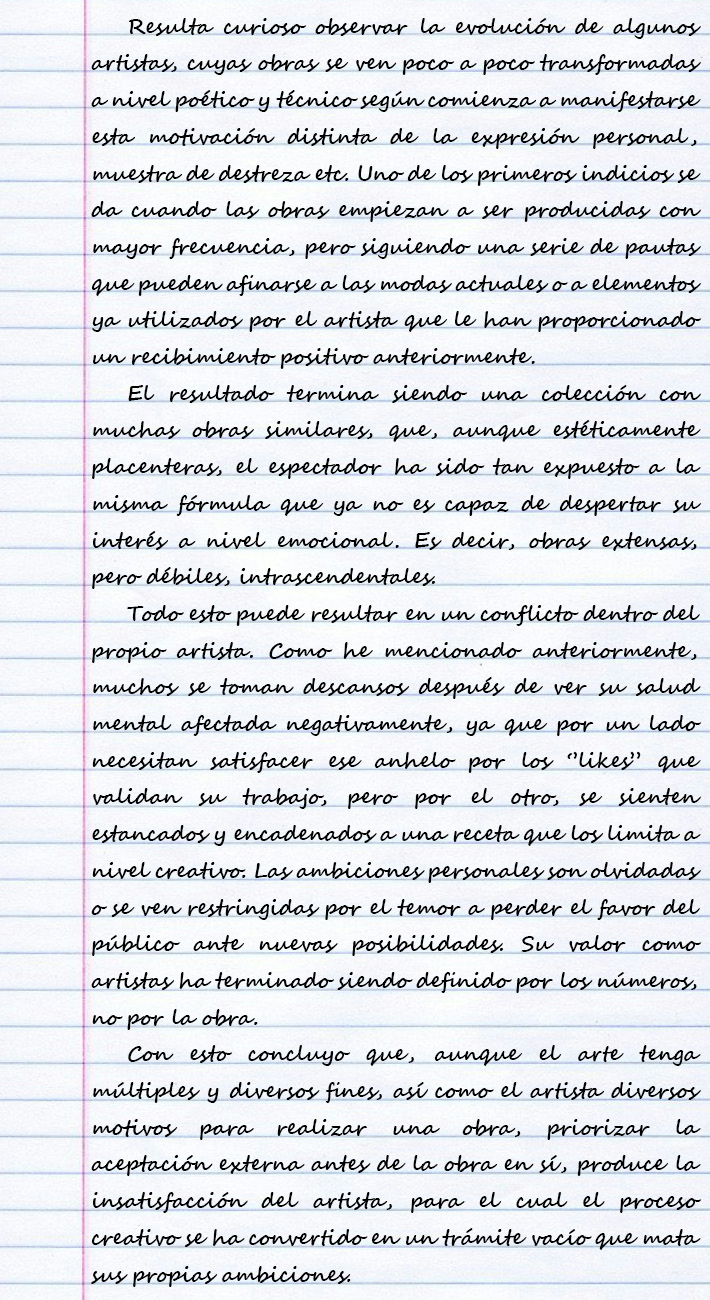 Resulta curioso observar la evolución de algunos
artistas, cuyas obras se ven poco a poco transformadas
a nivel poético y técnico según comienza a manifestarse
esta motivación distinta de la expresión personal,
muestra de destreza etc. Uno de los primeros indicios se
da cuando las obras empiezan a ser producidas con
mayor frecuencia, pero siguiendo una serie de pautas
que pueden afinarse a las modas actuales o a elementos
ya utilizados por el artista que le han proporcionado
un recibimiento positivo anteriormente.
El resultado termina siendo una colección con
muchas obras similares, que, aunque estéticamente
placenteras, el espectador ha sido tan expuesto a la
misma fórmula que ya no es capaz de despertar su
interés a nivel emocional. Es decir, obras extensas,
pero débiles, intrascendentales.
Todo esto puede resultar en un conflicto dentro del
propio artista. Como he mencionado anteriormente,
muchos se toman descansos después de ver su salud
mental afectada negativamente, ya que por un lado
necesitan satisfacer ese anhelo por los “likes” que
validan su trabajo, pero por el otro, se sienten
estancados y encadenados a una receta que los limita a
nivel creativo. Las ambiciones personales son olvidadas
o se ven restringidas por el temor a perder el favor del
público ante nuevas posibilidades. Su valor como
artistas ha terminado siendo definido por los números,
no por la obra.
Con esto concluyo que, aunque el arte tenga
múltiples y diversos fines, así como el artista diversos
motivos para realizar una obra, priorizar la
aceptación externa antes de la obra en sí, produce la
insatisfacción del artista, para el cual el proceso
creativo se ha convertido en un trámite vacío que mata
sus propias ambiciones.